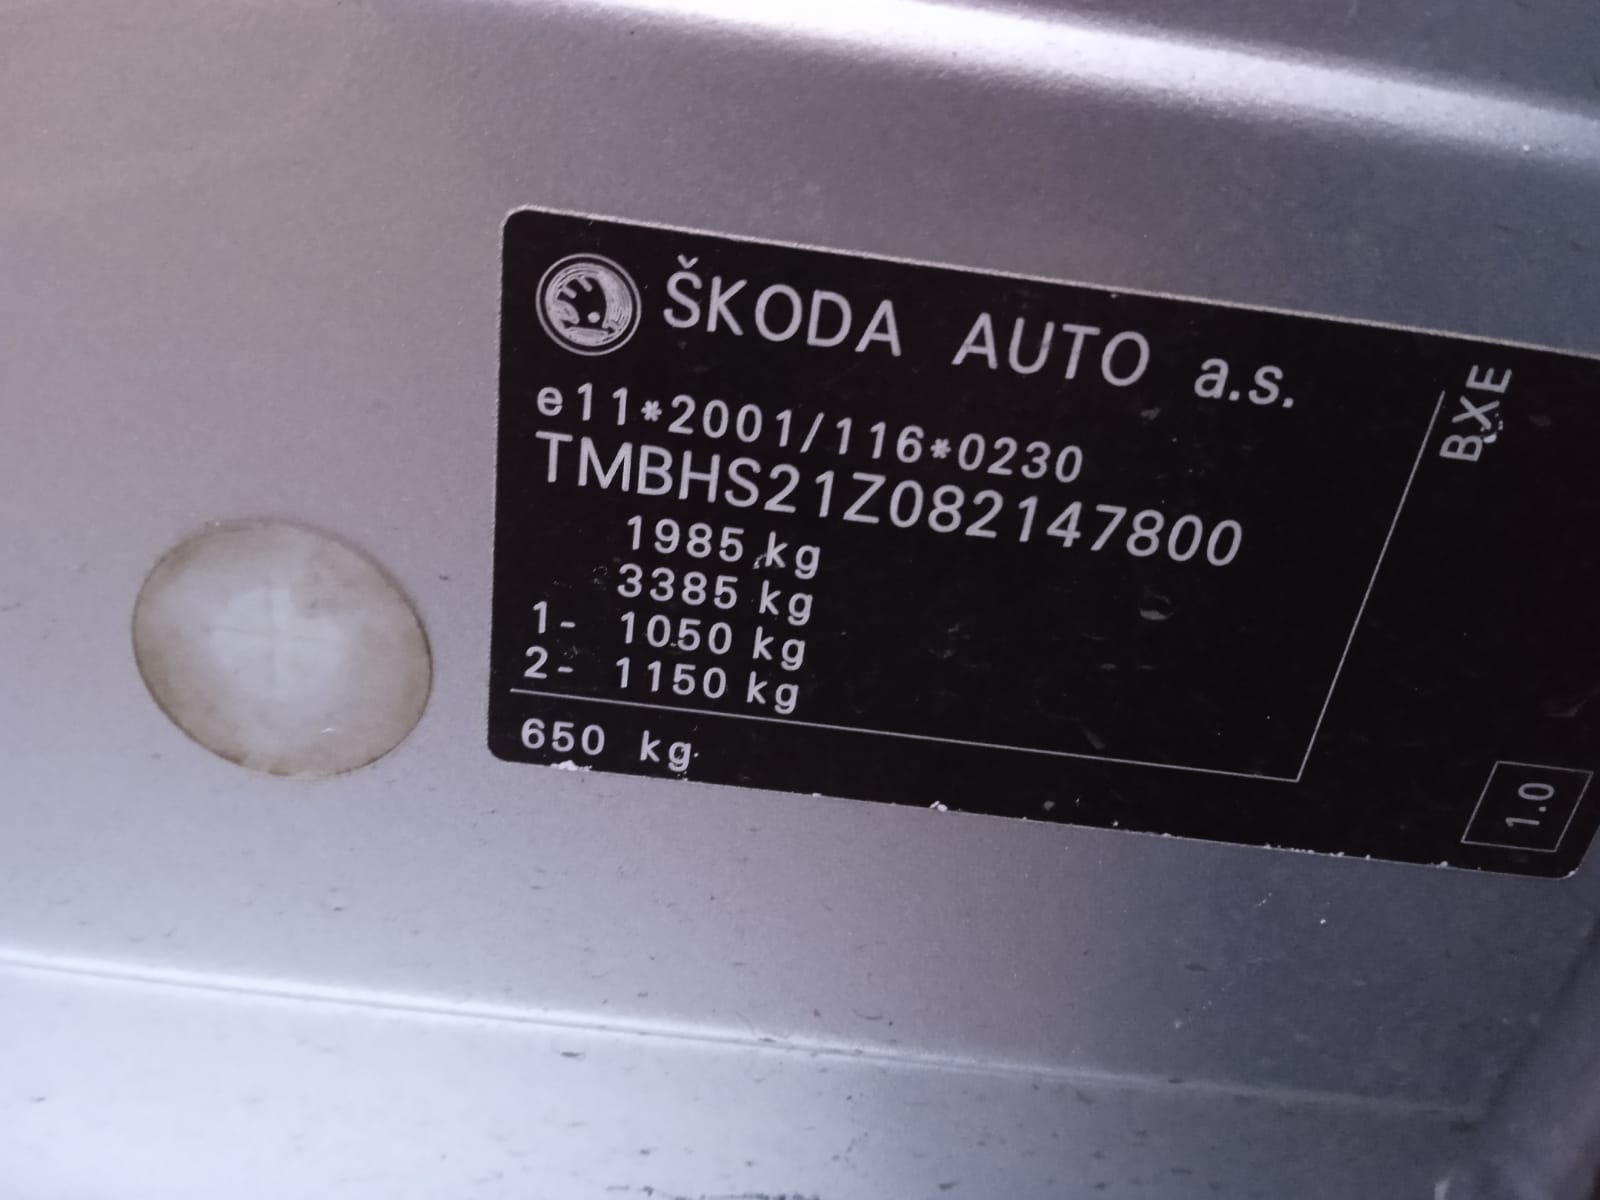 ŠKODA AUTO a.s.
e11*2001/116*0230
TMBHS21Z082147800
1985 kg
3385 kg
1- 1050 kg
2- 1150 kg
650 kg
BXE
1.0